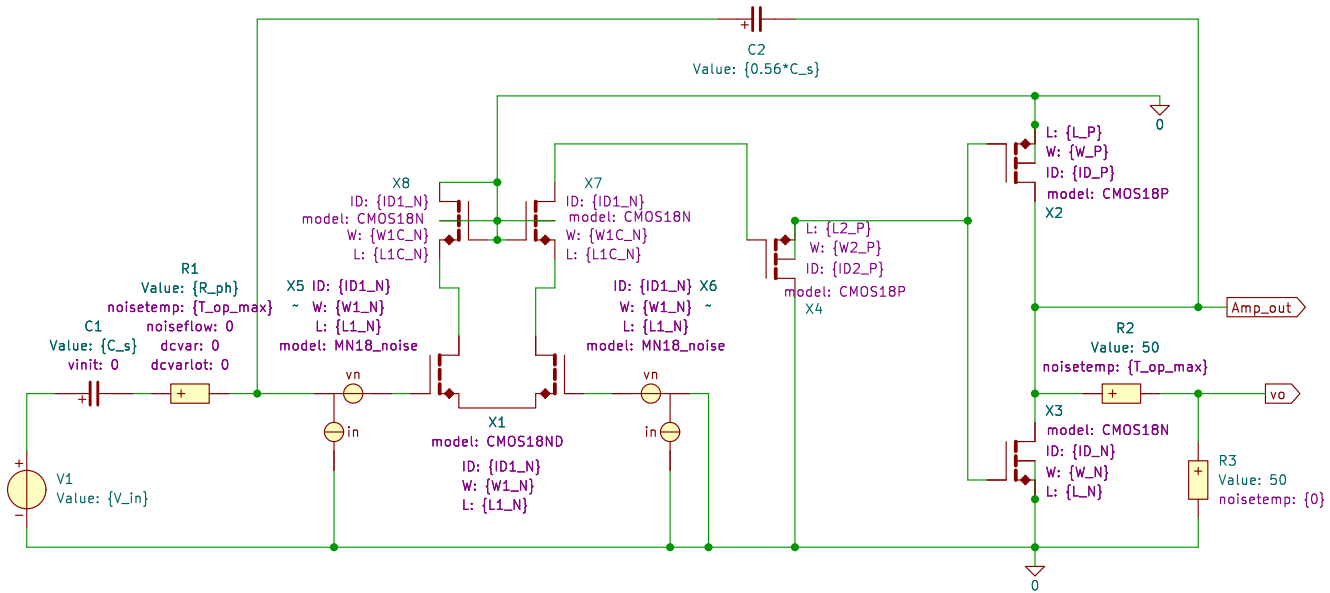 +
C2
Value: {0.56*C_s}
0
L: {L_P}
W: {W_P}
ID: {ID_P}
model: CMOS18P
X2
X8
ID: {ID1_N}
model: CMOS18N
W: {W1C_N}
L: {L1C_N}
X7
ID: {ID1_N}
model: CMOS18N
W: {W1C_N}
L: {L1C_N}
L: {L2_P}
W: {W2_P}
ID: {ID2_P}
model: CMOS18P
X4
R1
Value: {R_ph}
noisetemp: {T_op_max}
noiseflow: 0
dcvar: 0
dcvarlot: 0
+
C1
Value: {C_s}
vinit: 0
+
X5
~
ID: {ID1_N}
W: {W1_N}
L: {L1_N}
model: MN18_noise
X6
~
ID: {ID1_N}
W: {W1_N}
L: {L1_N}
model: MN18_noise
vn
in
vn
in
X1
model: CMOS18ND
ID: {ID1_N}
W: {W1_N}
L: {L1_N}
Amp_out
R2
Value: 50
noisetemp: {T_op_max}
+
vo
X3
model: CMOS18N
ID: {ID_N}
W: {W_N}
L: {L_N}
R3
Value: 50
noisetemp: {0}
+
+
V1
Value: {V_in}
−
0